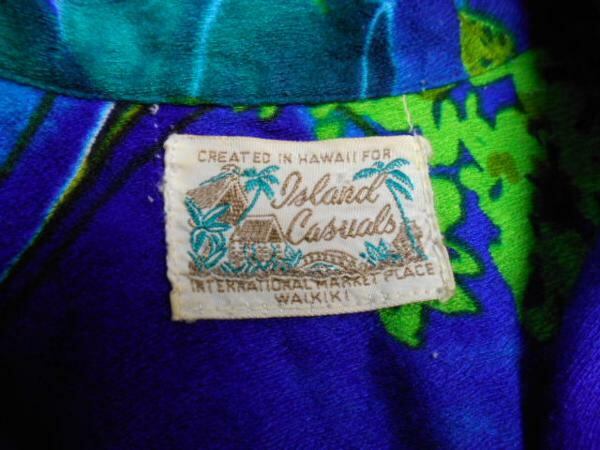 CREATED IN HAWAII FOR
Island
Casuals
INTERNATIONAL MARKET PLACE
WAIKIKI